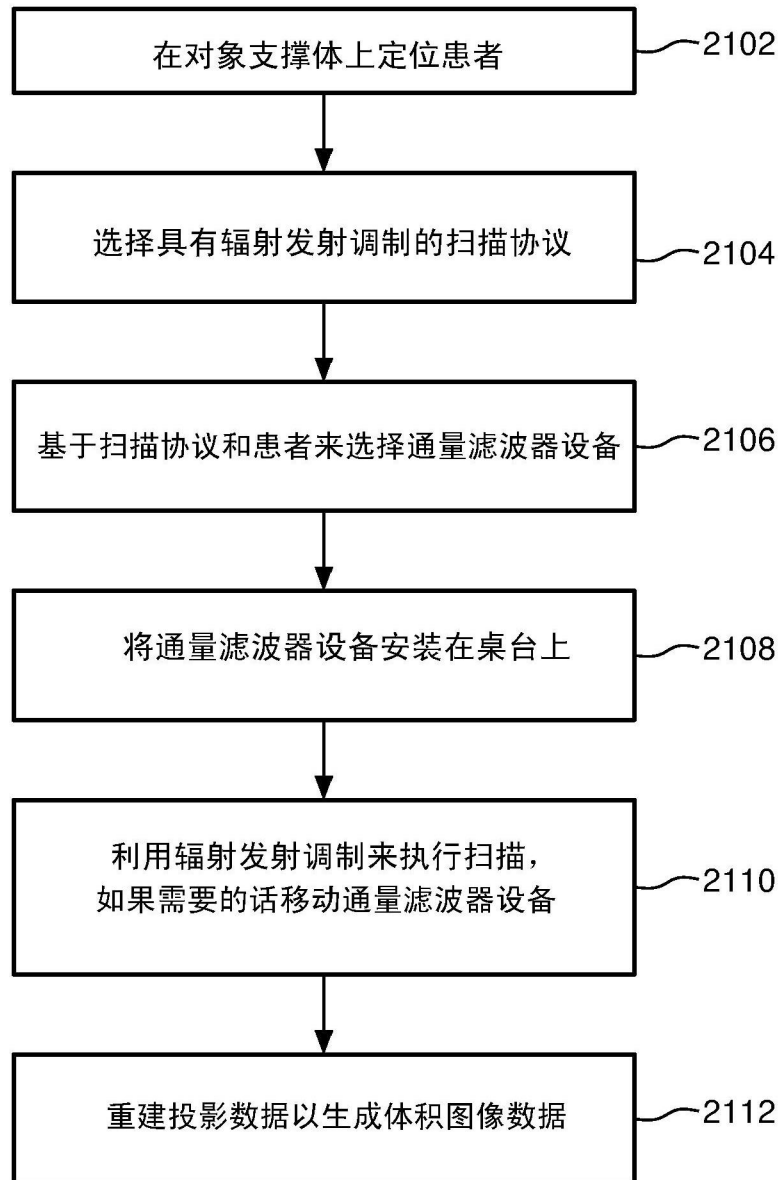 在对象支撑体上定位患者
2102
选择具有辐射发射调制的扫描协议
2104
基于扫描协议和患者来选择通量滤波器设备
2106
将通量滤波器设备安装在桌台上
2108
利用辐射发射调制来执行扫描，
如果需要的话移动通量滤波器设备
2110
重建投影数据以生成体积图像数据
2112